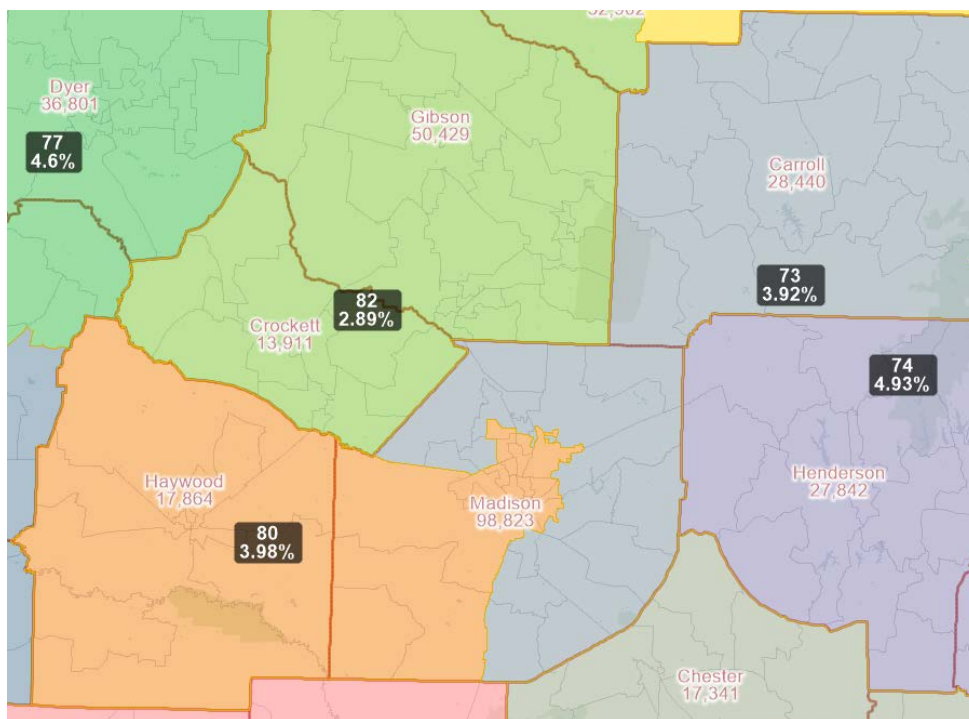 Dyer
36,801
77
4.6%
Gibson
50,429
Carroll
28,440
73
3.92%
82
2.89%
Crockett
13,911
74
4.93%
Haywood
17,864
Madison
98,823
Henderson
27,842
80
3.98%
Chester
17,341